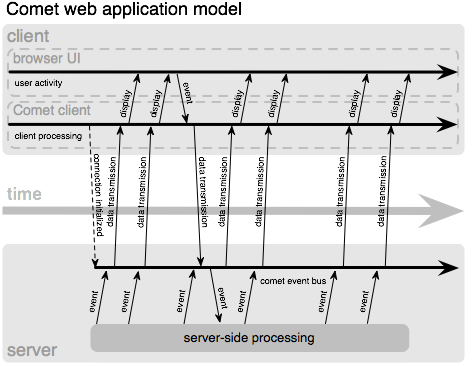 Comet web application model
client
browser UI
user activity
display
display
event
display
display
display
display
Comet client
client processing
connection initialized
data transmission
data transmission
data transmission
data transmission
data transmission
data transmission
data transmission
time
comet event bus
event
event
event
event
event
event
event
server-side processing
server